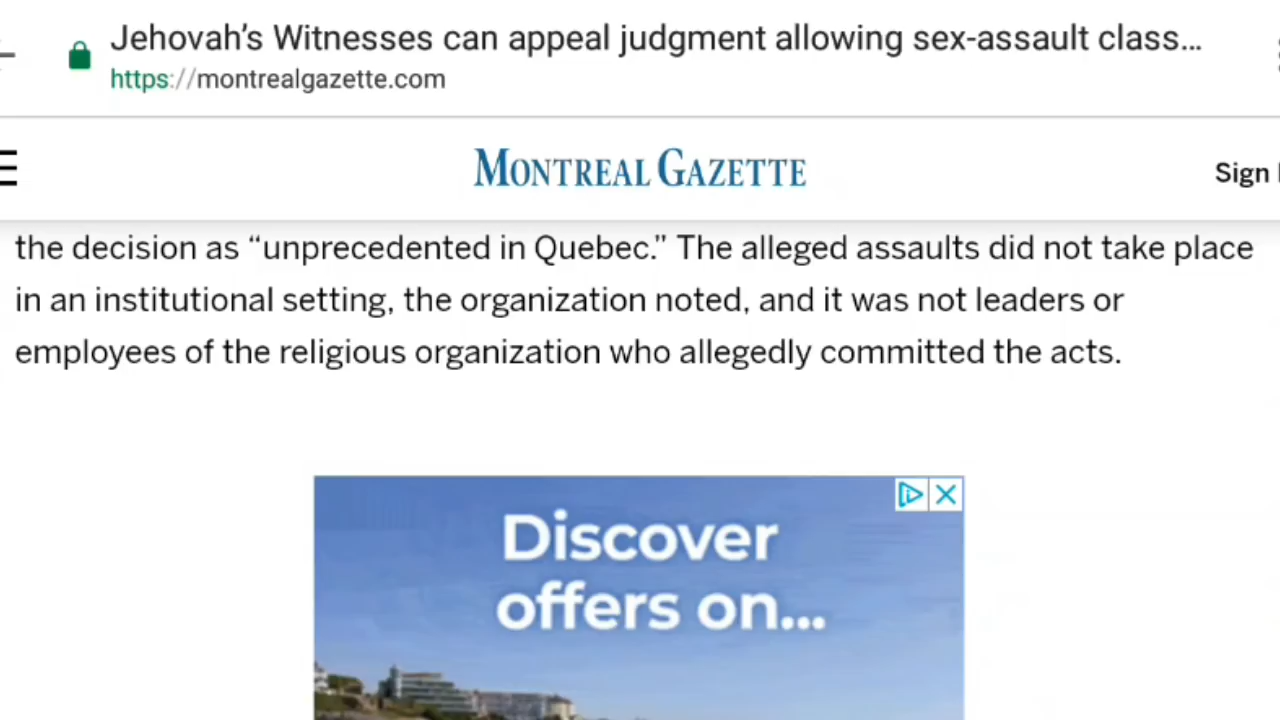 Jehovah’s Witnesses can appeal judgment allowing sex-assault class...
https://montrealgazette.com
MONTREAL GAZETTE
Sign
the decision as “unprecedented in Quebec.” The alleged assaults did not take place
in an institutional setting, the organization noted, and it was not leaders or
employees of the religious organization who allegedly committed the acts.
Discover
offers on...